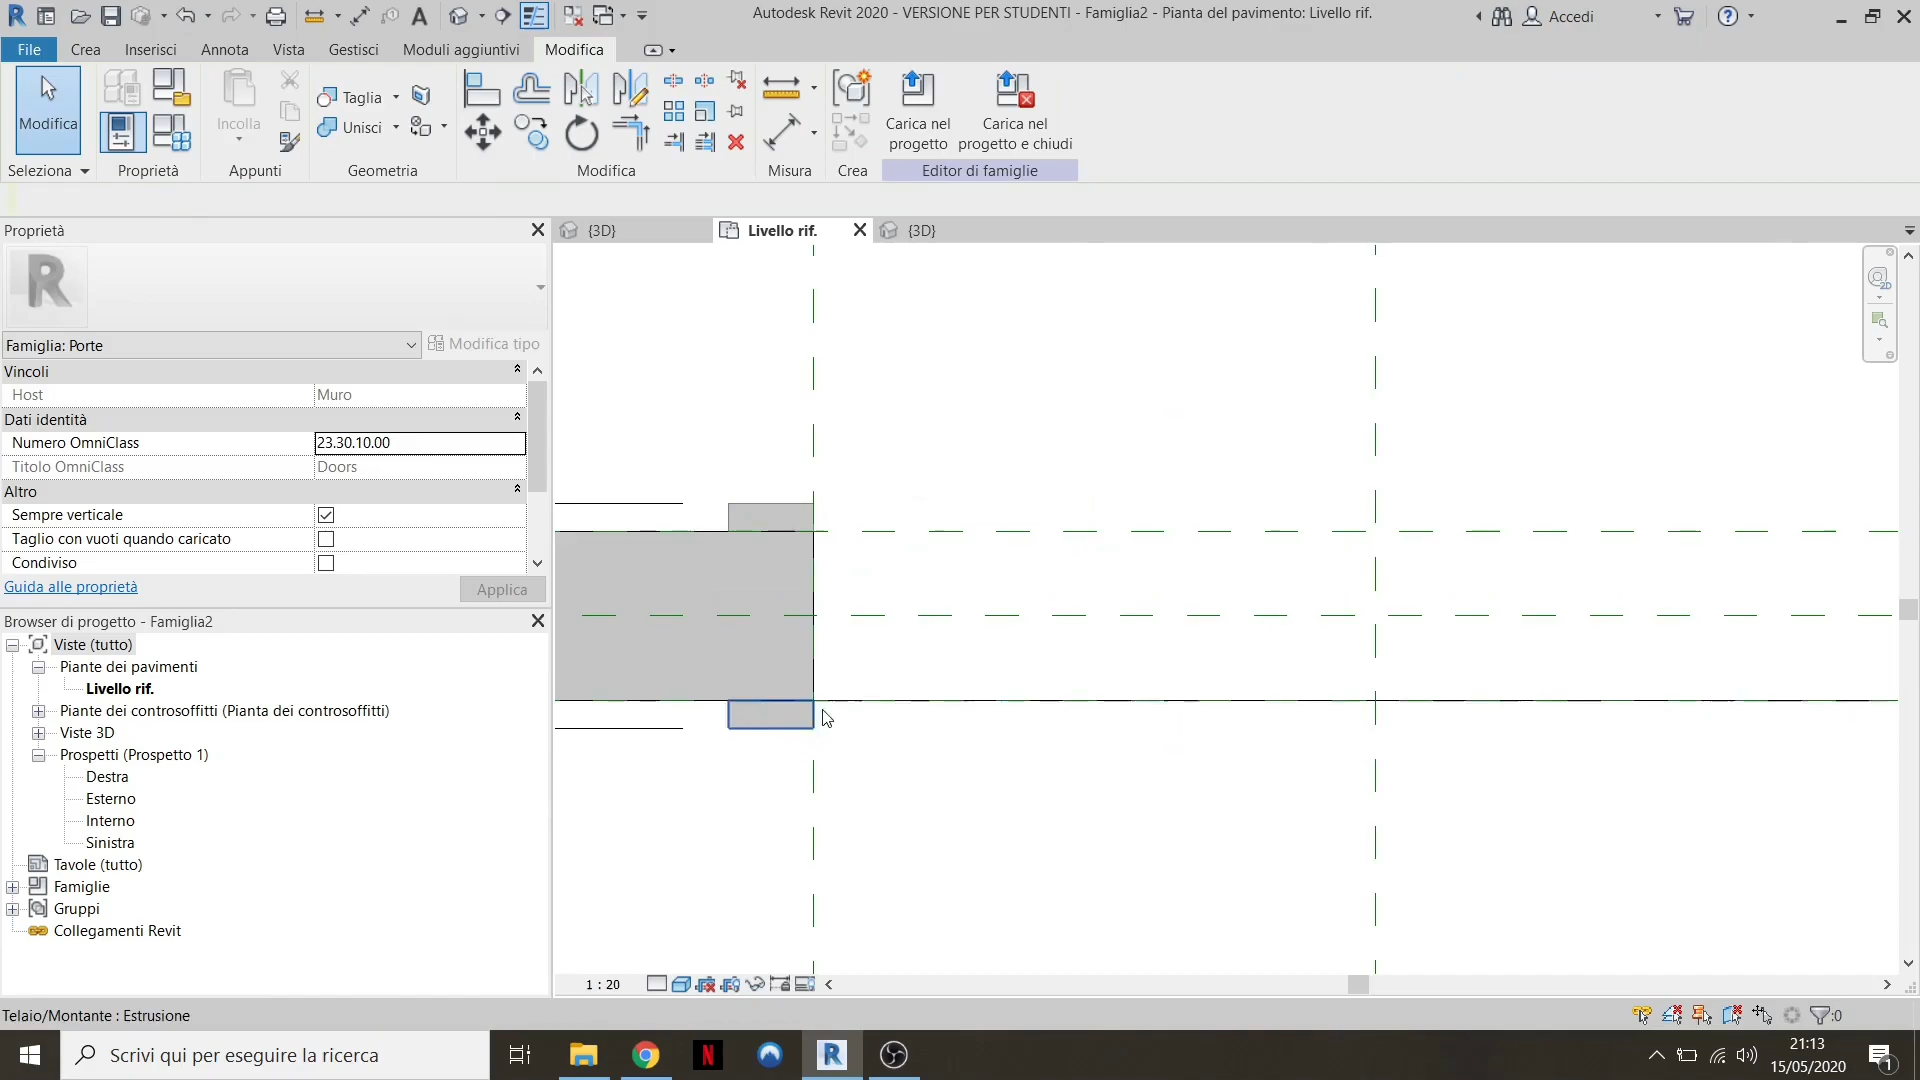 Autodesk Revit 2020 - VERSIONE PER STUDENTI - Famiglia2 - Pianta del pavimento: Livello rif.
Accedi
File
Crea
Inserisci
Annota
Vista
Gestisci
Moduli aggiuntivi
Modifica
Modifica
Incolla
Taglia
Unisci
Carica nel
progetto
Carica nel
progetto e chiudi
Seleziona
Proprietà
Appunti
Geometria
Modifica
Misura
Crea
Editor di famiglie
Proprietà
{3D}
Livello rif.
{3D}
Famiglia: Porte
Modifica tipo
Vincoli
Host
Muro
Dati identità
Numero OmniClass
23.30.10.00
Titolo OmniClass
Doors
Altro
Sempre verticale
Taglio con vuoti quando caricato
Condiviso
Guida alle proprietà
Applica
Browser di progetto - Famiglia2
Viste (tutto)
Piante dei pavimenti
Livello rif.
Piante dei controsoffitti (Pianta dei controsoffitti)
Viste 3D
Prospetti (Prospetto 1)
Destra
Esterno
Interno
Sinistra
Tavole (tutto)
Famiglie
Gruppi
Collegamenti Revit
2D
1 : 20
Telaio/Montante : Estrusione
:0
Scrivi qui per eseguire la ricerca
21:13
15/05/2020
1